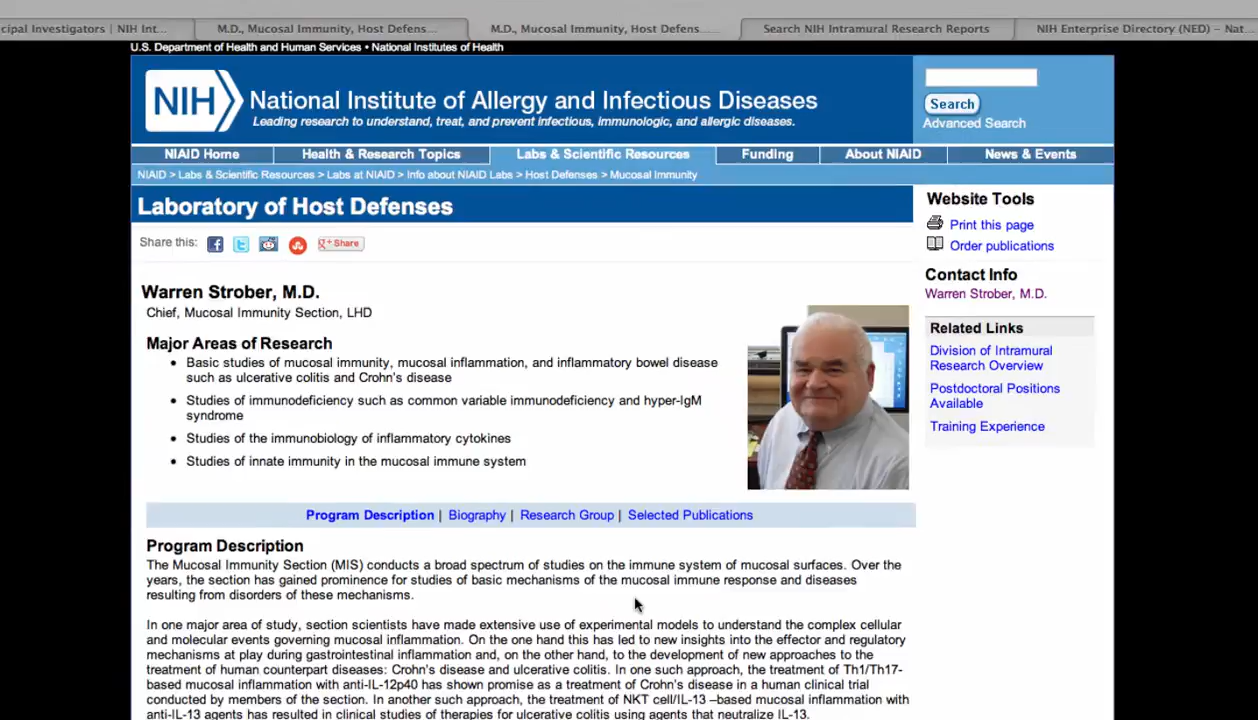 cipal Investigators | NIH Int...
M.D., Mucosal Immunity, Host Defens...
M.D., Mucosal Immunity, Host Defens...
Search NIH Intramural Research Reports
NIH Enterprise Directory (NED) – Nat...
U.S. Department of Health and Human Services • National Institutes of Health
NIH
National Institute of Allergy and Infectious Diseases
Leading research to understand, treat, and prevent infectious, immunologic, and allergic diseases.
Search
Advanced Search
NIAID Home
Health & Research Topics
Labs & Scientific Resources
Funding
About NIAID
News & Events
NIAID > Labs & Scientific Resources > Labs at NIAID > Info about NIAID Labs > Host Defenses > Mucosal Immunity
Laboratory of Host Defenses
Share this:
g+ Share
Warren Strober, M.D.
Chief, Mucosal Immunity Section, LHD
Major Areas of Research
• Basic studies of mucosal immunity, mucosal inflammation, and inflammatory bowel disease
such as ulcerative colitis and Crohn's disease
• Studies of immunodeficiency such as common variable immunodeficiency and hyper-IgM
syndrome
• Studies of the immunobiology of inflammatory cytokines
• Studies of innate immunity in the mucosal immune system
Program Description | Biography | Research Group | Selected Publications
Program Description
The Mucosal Immunity Section (MIS) conducts a broad spectrum of studies on the immune system of mucosal surfaces. Over the
years, the section has gained prominence for studies of basic mechanisms of the mucosal immune response and diseases
resulting from disorders of these mechanisms.
In one major area of study, section scientists have made extensive use of experimental models to understand the complex cellular
and molecular events governing mucosal inflammation. On the one hand this has led to new insights into the effector and regulatory
mechanisms at play during gastrointestinal inflammation and, on the other hand, to the development of new approaches to the
treatment of human counterpart diseases: Crohn's disease and ulcerative colitis. In one such approach, the treatment of Th1/Th17-
based mucosal inflammation with anti-IL-12p40 has shown promise as a treatment of Crohn's disease in a human clinical trial
conducted by members of the section. In another such approach, the treatment of NKT cell/IL-13 –based mucosal inflammation with
anti-IL-13 agents has resulted in clinical studies of therapies for ulcerative colitis using agents that neutralize IL-13.
Website Tools
Print this page
Order publications
Contact Info
Warren Strober, M.D.
Related Links
Division of Intramural
Research Overview
Postdoctoral Positions
Available
Training Experience